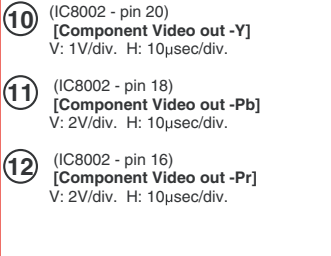 10 (IC8002 - pin 20)
[Component Video out -Y]
V: 1V/div. H: 10µsec/div.
11 (IC8002 - pin 18)
[Component Video out -Pb]
V: 2V/div. H: 10µsec/div.
12 (IC8002 - pin 16)
[Component Video out -Pr]
V: 2V/div. H: 10µsec/div.